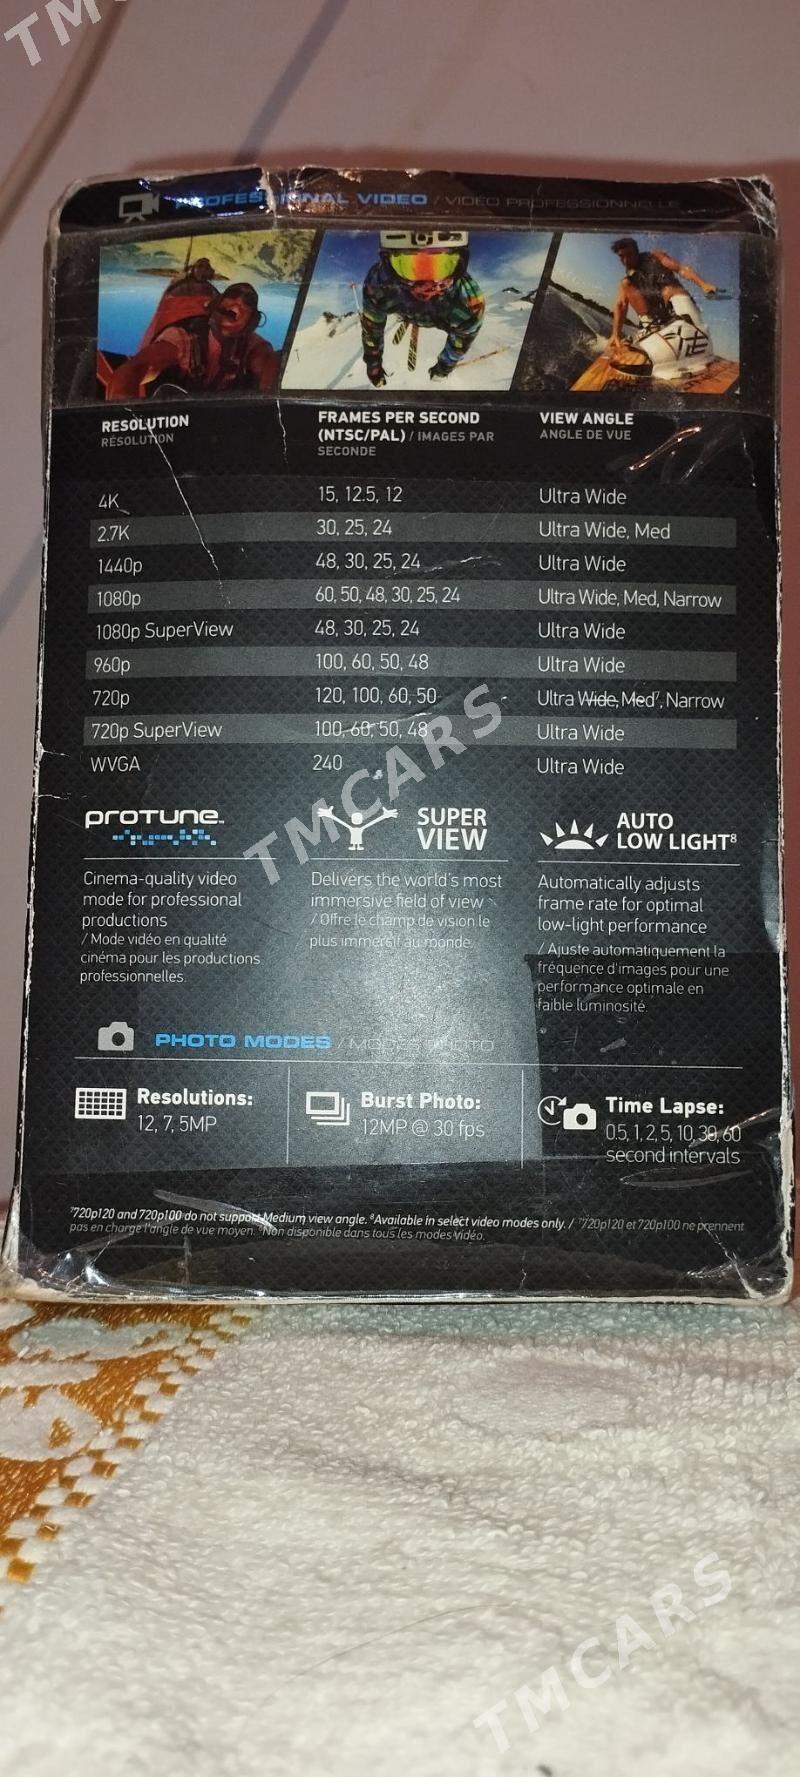 TMCARS
PROFESSIONAL VIDEO / VIDÉO PROFESSIONNELLE
RESOLUTION
RÉSOLUTION
FRAMES PER SECOND
(NTSC/PAL) / IMAGES PAR
SECONDE
VIEW ANGLE
ANGLE DE VUE
4K 15, 12.5, 12 Ultra Wide
2.7K 30, 25, 24 Ultra Wide, Med
1440p 48, 30, 25, 24 Ultra Wide
1080p 60, 50, 48, 30, 25, 24 Ultra Wide, Med, Narrow
1080p SuperView 48, 30, 25, 24 Ultra Wide
960p 100, 60, 50, 48 Ultra Wide
720p 120, 100, 60, 50 Ultra Wide, Med⁷, Narrow
720p SuperView 100, 60, 50, 48 Ultra Wide
WVGA 240 Ultra Wide
TMCARS
PROTUNE™
Cinema-quality video
mode for professional
productions
/ Mode vidéo en qualité
cinéma pour les productions
professionnelles.
SUPER
VIEW
Delivers the world's most
immersive field of view
/ Offre le champ de vision le
plus immersif au monde.
AUTO
LOW LIGHT⁸
Automatically adjusts
frame rate for optimal
low-light performance
/ Ajuste automatiquement la
fréquence d'images pour une
performance optimale en
faible luminosité.
PHOTO MODES / MODES PHOTO
Resolutions:
12, 7, 5MP
Burst Photo:
12MP @ 30 fps
Time Lapse:
0.5, 1, 2, 5, 10, 30, 60
second intervals
⁷720p120 and 720p100 do not support Medium view angle. ⁸Available in select video modes only. / ⁷720p120 et 720p100 ne prennent
pas en charge l'angle de vue moyen. ⁸Non disponible dans tous les modes vidéo.
TMCARS